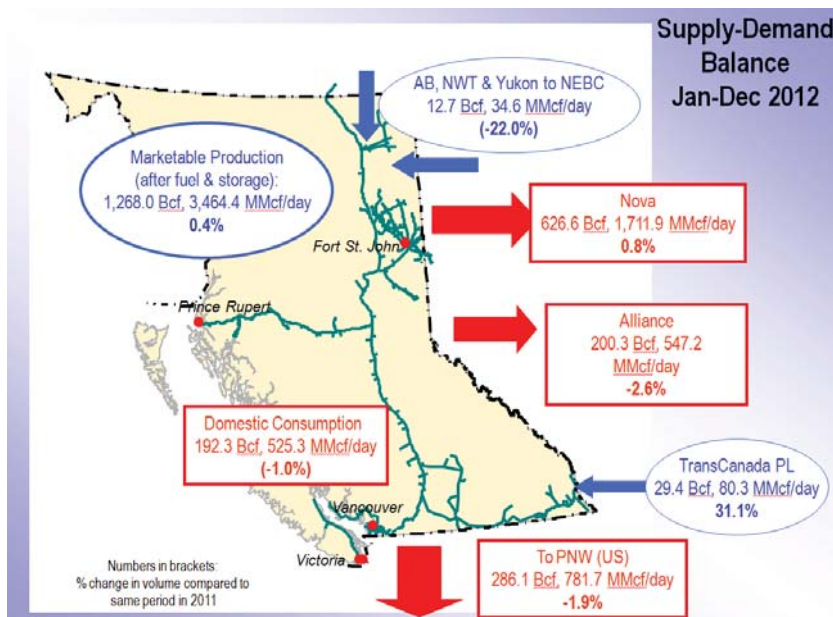 Supply-Demand
Balance
Jan-Dec 2012
AB, NWT & Yukon to NEBC
12.7 Bcf, 34.6 MMcf/day
(-22.0%)
Marketable Production
(after fuel & storage):
1,268.0 Bcf, 3,464.4 MMcf/day
0.4%
Nova
626.6 Bcf, 1,711.9 MMcf/day
0.8%
Fort St. John
Prince Rupert
Alliance
200.3 Bcf, 547.2
MMcf/day
-2.6%
Domestic Consumption
192.3 Bcf, 525.3 MMcf/day
(-1.0%)
TransCanada PL
29.4 Bcf, 80.3 MMcf/day
31.1%
Vancouver
Victoria
To PNW (US)
286.1 Bcf, 781.7 MMcf/day
-1.9%
Numbers in brackets:
% change in volume compared to
same period in 2011